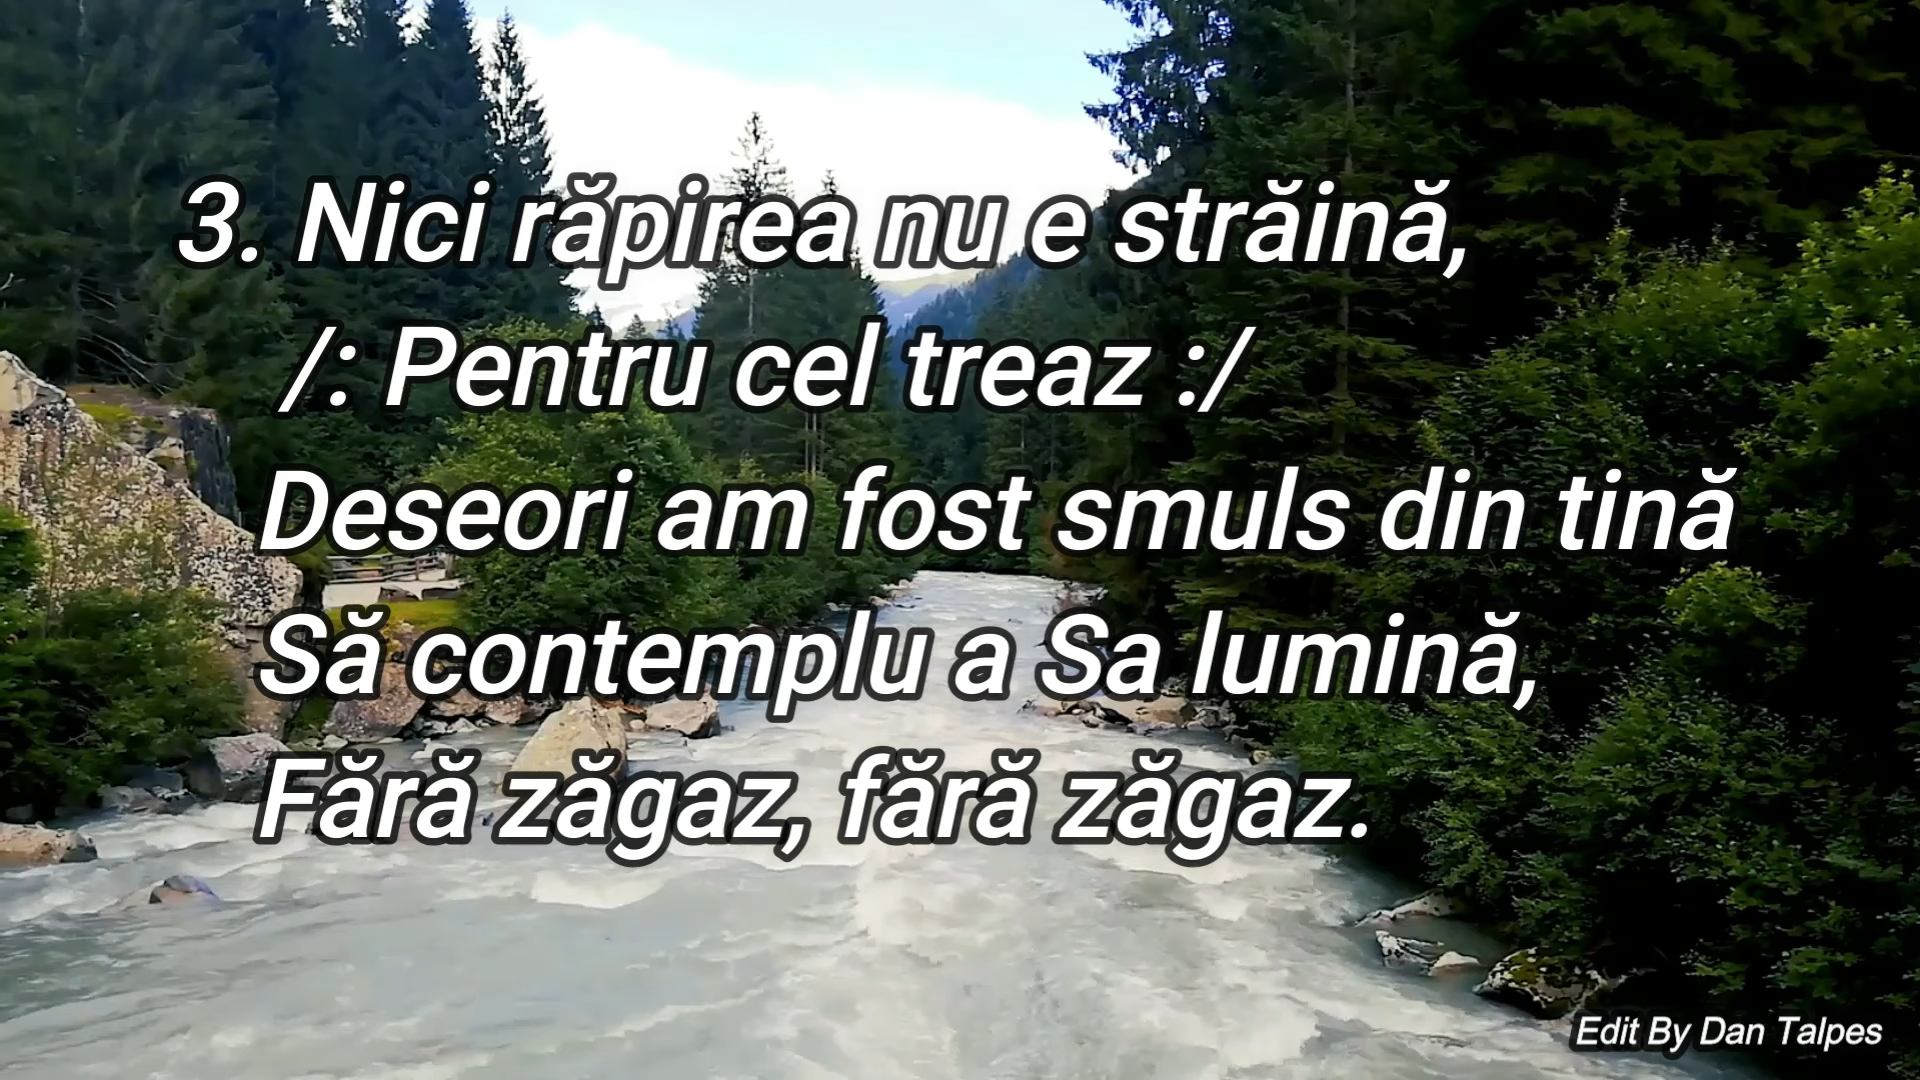 3. Nici răpirea nu e străină,
/: Pentru cel treaz :/
Deseori am fost smuls din tină
Să contemplu a Sa lumină,
Fără zăgaz, fără zăgaz.
Edit By Dan Talpes